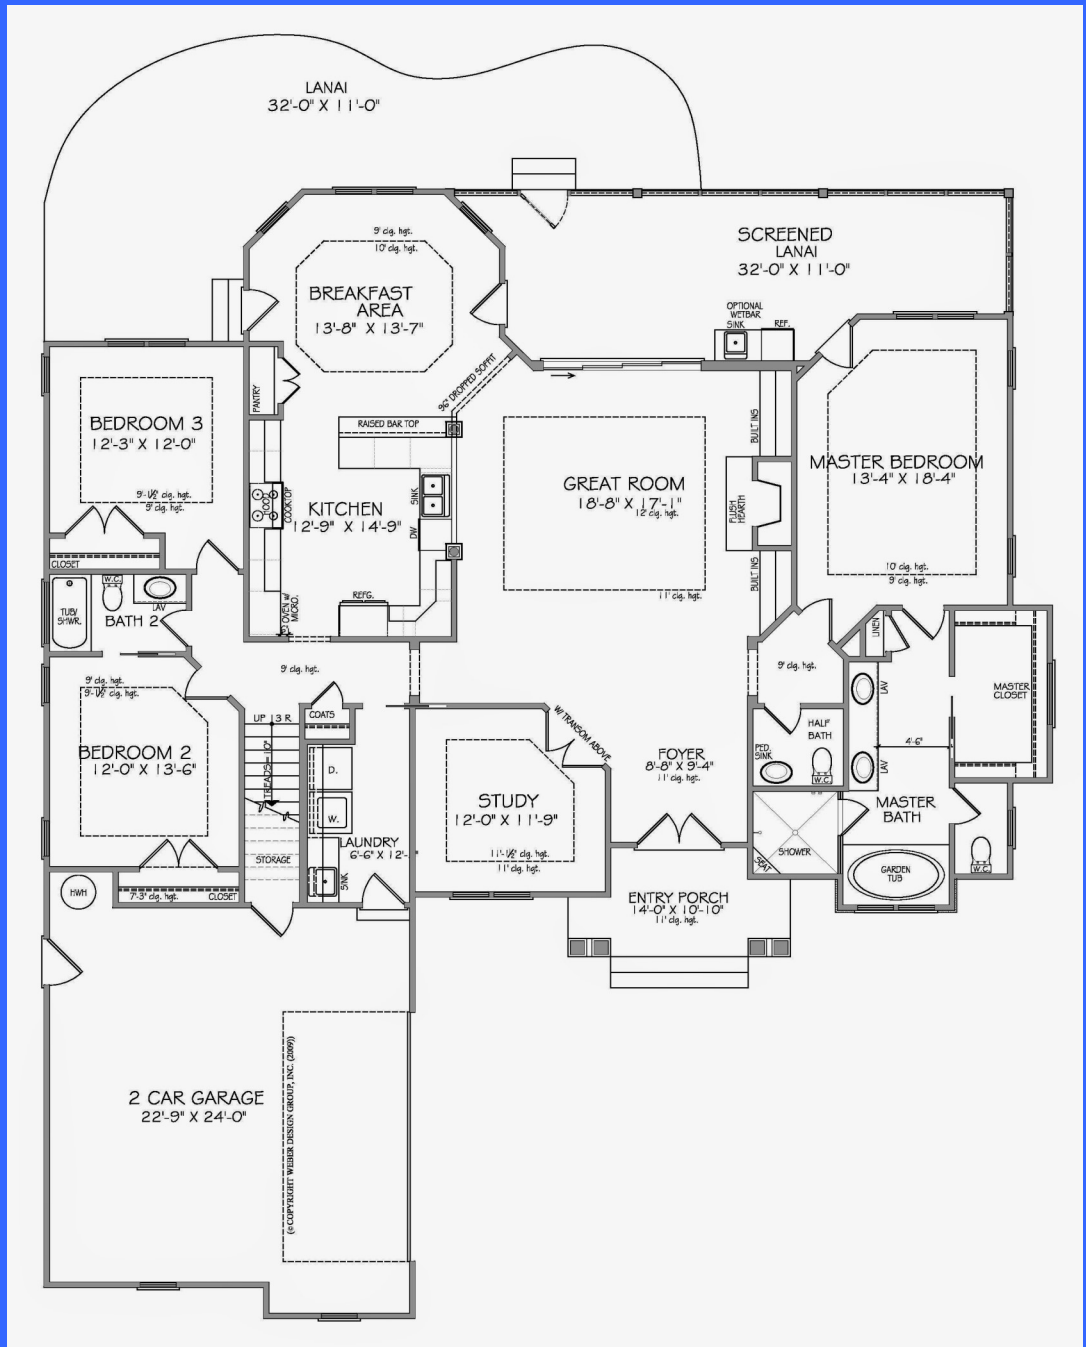 LANAI
32'-0" X 11'-0"
SCREENED
LANAI
32'-0" X 11'-0"
9' clg. hgt.
10' clg. hgt.
BREAKFAST
AREA
13'-8" X 13'-7"
OPTIONAL
WETBAR
SINK
REF.
PANTRY
96" DROPPED SOFFIT
BEDROOM 3
12'-3" X 12'-0"
9'-1½" clg. hgt.
9' clg. hgt.
CLOSET
RAISED BAR TOP
KITCHEN
12'-9" X 14'-9"
HOOD
COOKTOP
SINK
DW
REFG.
OVEN w/
MICRO.
GREAT ROOM
18'-8" X 17'-1"
12' clg. hgt.
11' clg. hgt.
BUILT INS
FLUSH
HEARTH
BUILT INS
MASTER BEDROOM
13'-4" X 18'-4"
10' clg. hgt.
9' clg. hgt.
TUB/
SHWR.
W.C.
LAV
BATH 2
9' clg. hgt.
9'-1½" clg. hgt.
BEDROOM 2
12'-0" X 13'-6"
9' clg. hgt.
COATS
UP 13 R
TREADS= 10"
STORAGE
D.
W.
LAUNDRY
6'-6" X 12'-
SINK
7'-3" clg. hgt.
CLOSET
HWH
W/ TRANSOM ABOVE
STUDY
12'-0" X 11'-9"
11'-1½" clg. hgt.
11' clg. hgt.
FOYER
8'-8" X 9'-4"
11' clg. hgt.
9' clg. hgt.
LINEN
LAV
MASTER
CLOSET
HALF
BATH
PED.
SINK
W.C.
4'-6"
LAV
MASTER
BATH
SHOWER
SEAT
GARDEN
TUB
W.C.
ENTRY PORCH
14'-0" X 10'-10"
11' clg. hgt.
2 CAR GARAGE
22'-9" X 24'-0"
(©COPYRIGHT WEBER DESIGN GROUP, INC. (2009))